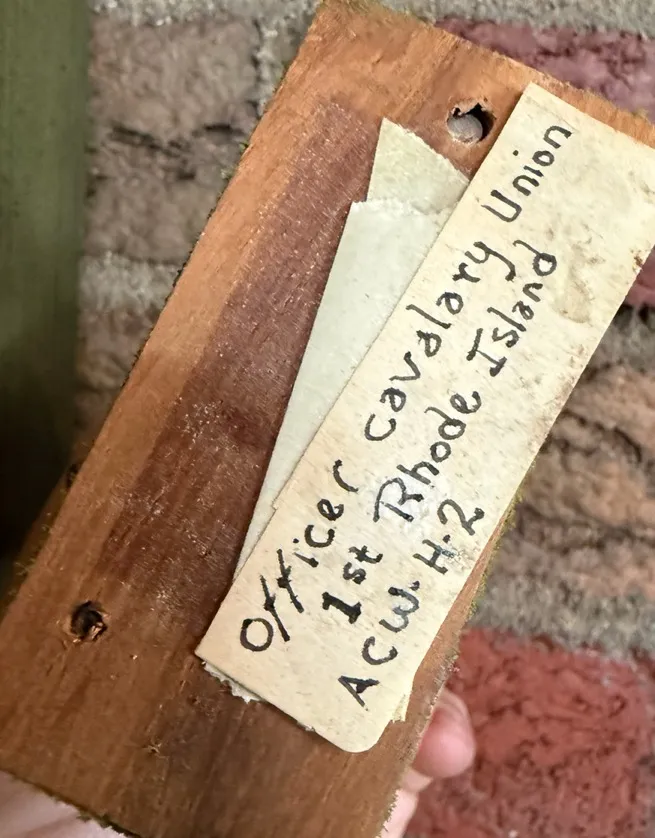 Officer cavalary Union
1st Rhode Island
ACW. H-2